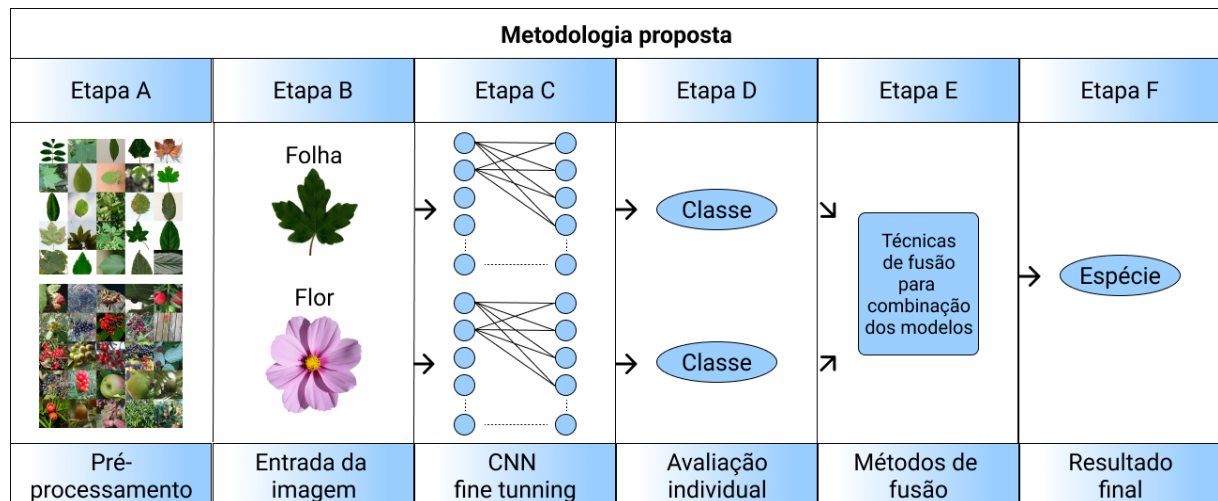 Metodologia proposta
Etapa A
Etapa B
Etapa C
Etapa D
Etapa E
Etapa F
Folha
Flor
Classe
Classe
Técnicas
de fusão
para
combinação
dos modelos
Espécie
Pré-
processamento
Entrada da
imagem
CNN
fine tunning
Avaliação
individual
Métodos de
fusão
Resultado
final